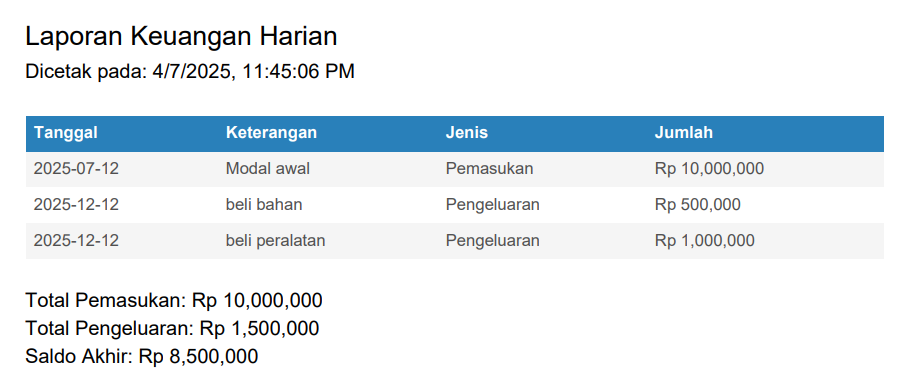 Laporan Keuangan Harian
Dicetak pada: 4/7/2025, 11:45:06 PM
Tanggal Keterangan Jenis Jumlah
2025-07-12 Modal awal Pemasukan Rp 10,000,000
2025-12-12 beli bahan Pengeluaran Rp 500,000
2025-12-12 beli peralatan Pengeluaran Rp 1,000,000
Total Pemasukan: Rp 10,000,000
Total Pengeluaran: Rp 1,500,000
Saldo Akhir: Rp 8,500,000